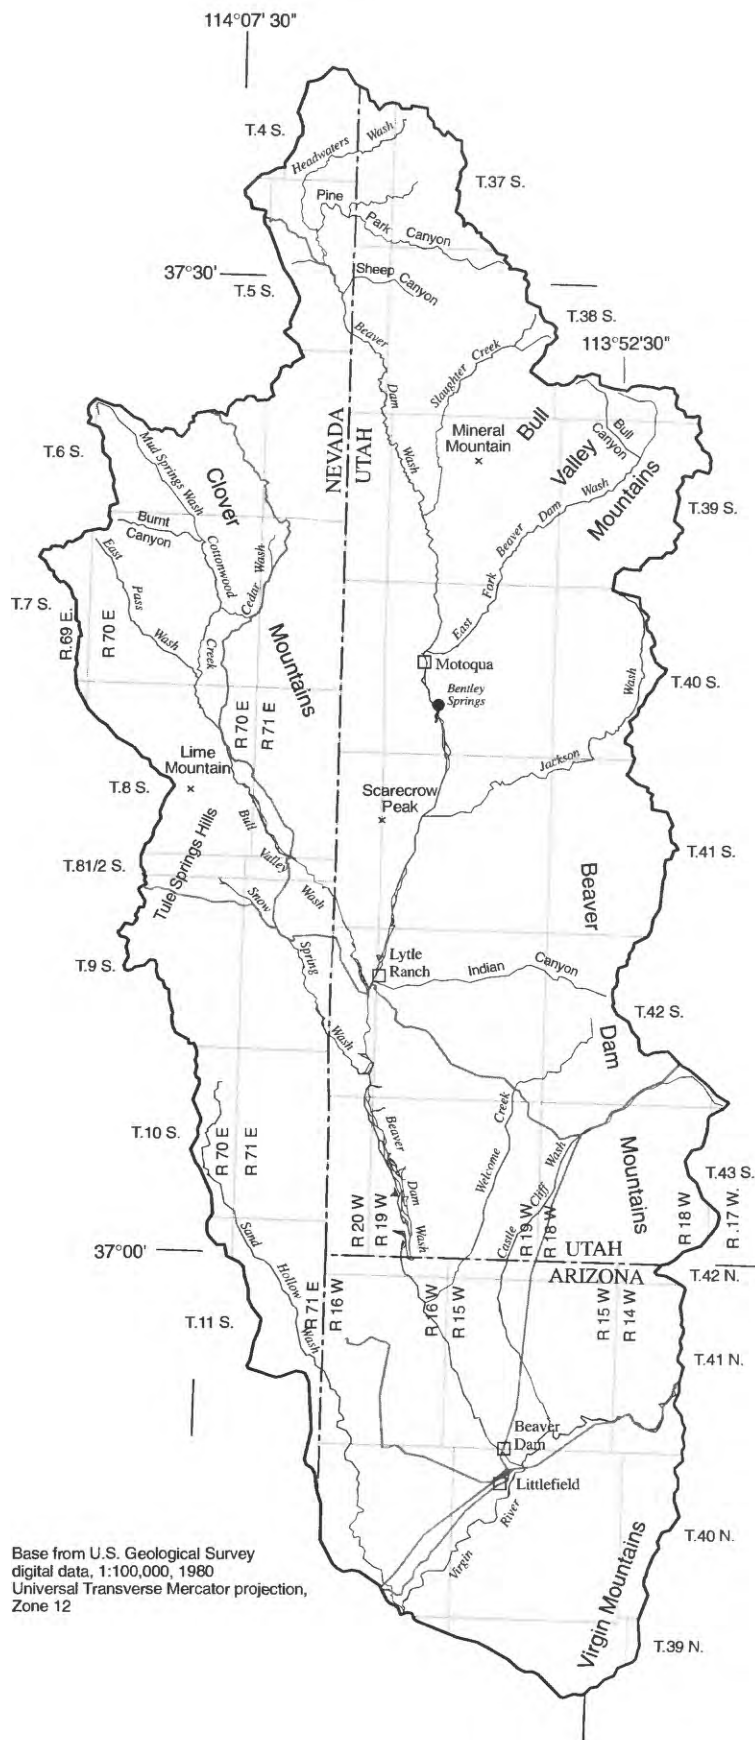 114°07' 30"
T.4 S.
Headwaters Wash
T.37 S.
Pine
Park Canyon
37°30'
Sheep Canyon
T.5 S.
T.38 S.
113°52'30"
Beaver Dam Wash
Slaughter Creek
Bull
Valley
Mountains
Mineral
Mountain
Bull
Canyon
NEVADA
UTAH
T.6 S.
Mud Springs Wash
Clover
Mountains
East Fork Beaver Dam Wash
T.39 S.
Burnt
Canyon
Cottonwood
Creek
Cedar Wash
East Pass Wash
T.7 S.
R.69 E.
R 70 E
Motoqua
Bentley
Springs
Wash
T.40 S.
R 70 E
R 71 E
Lime
Mountain
Jackson
T.8 S.
Scarecrow
Peak
Bull Valley Wash
T.41 S.
T.81/2 S.
Tule Springs Hills
Beaver
Dam
Mountains
Snow Spring Wash
T.9 S.
Lytle
Ranch
Indian Canyon
T.42 S.
T.10 S.
R 70 E
R 71 E
Beaver Dam Wash
Welcome Creek
Castle Cliff Wash
T.43 S.
R 20 W
R 19 W
R 19 W
R 18 W
R 18 W
R .17 W.
37°00'
Sand Hollow Wash
UTAH
ARIZONA
T.42 N.
R 71 E
R 16 W
R 16 W
R 15 W
R 15 W
R 14 W
T.11 S.
T.41 N.
Beaver
Dam
Littlefield
Virgin River
T.40 N.
Base from U.S. Geological Survey
digital data, 1:100,000, 1980
Universal Transverse Mercator projection,
Zone 12
Virgin Mountains
T.39 N.